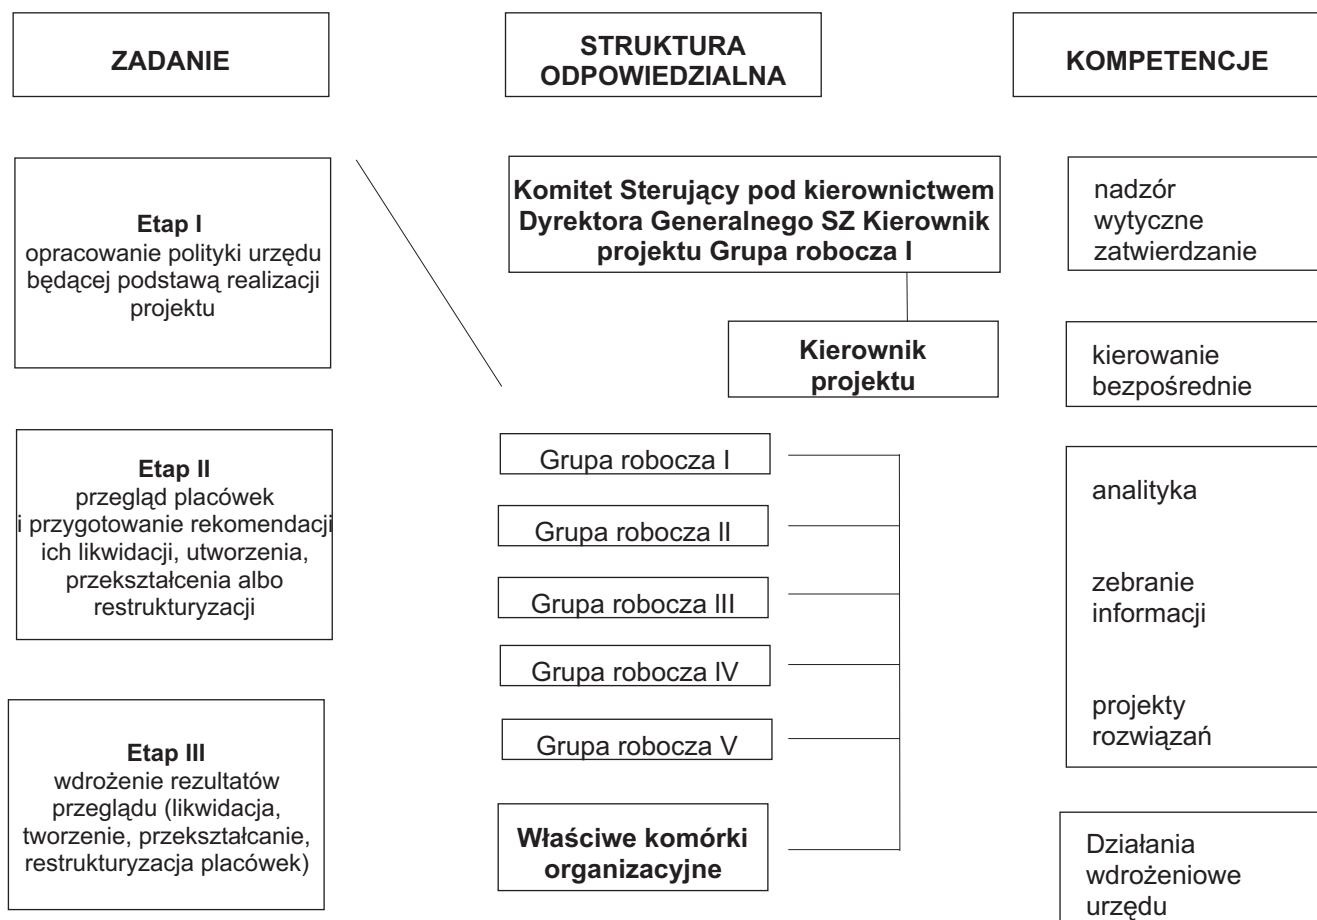 ZADANIE
STRUKTURA
ODPOWIEDZIALNA
KOMPETENCJE
Etap I
opracowanie polityki urzędu
będącej podstawą realizacji
projektu
Komitet Sterujący pod kierownictwem
Dyrektora Generalnego SZ Kierownik
projektu Grupa robocza I
nadzór
wytyczne
zatwierdzanie
Kierownik
projektu
kierowanie
bezpośrednie
Etap II
przegląd placówek
i przygotowanie rekomendacji
ich likwidacji, utworzenia,
przekształcenia albo
restrukturyzacji
Grupa robocza I
Grupa robocza II
Grupa robocza III
Grupa robocza IV
Grupa robocza V
analityka
zebranie
informacji
projekty
rozwiązań
Etap III
wdrożenie rezultatów
przeglądu (likwidacja,
tworzenie, przekształcanie,
restrukturyzacja placówek)
Właściwe komórki
organizacyjne
Działania
wdrożeniowe
urzędu